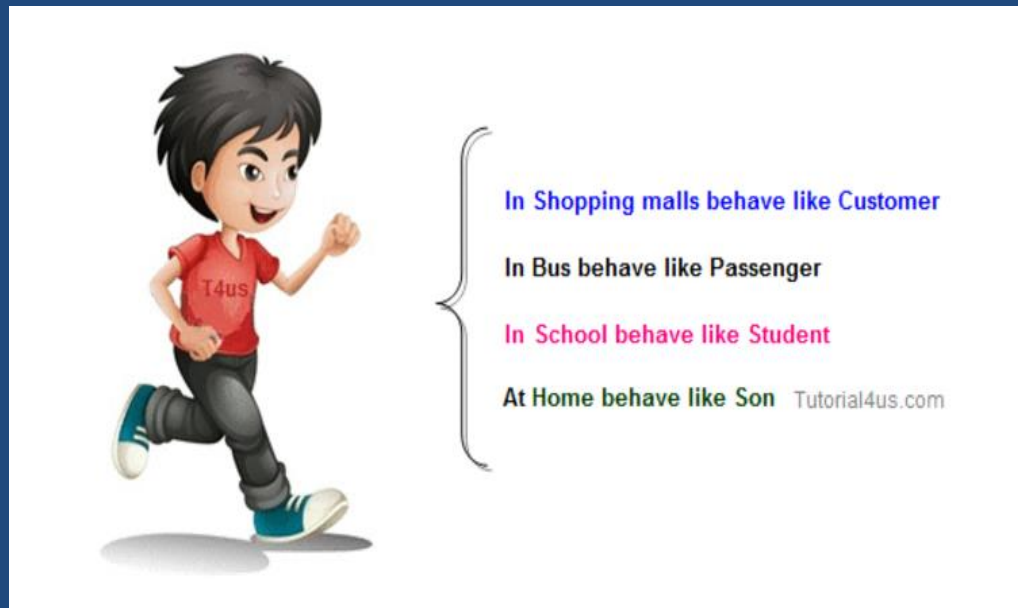 T4us
In Shopping malls behave like Customer
In Bus behave like Passenger
In School behave like Student
At Home behave like Son
Tutorial4us.com